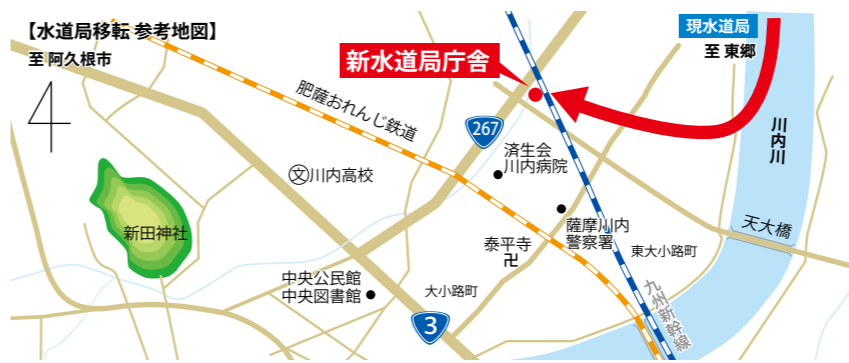 【水道局移転 参考地図】
至 阿久根市
現水道局
至 東郷
新水道局庁舎
肥薩おれんじ鉄道
267
川内川
済生会
川内病院
文
川内高校
新田神社
薩摩川内
警察署
天大橋
泰平寺
卍
東大小路町
中央公民館
中央図書館
大小路町
九州新幹線
3